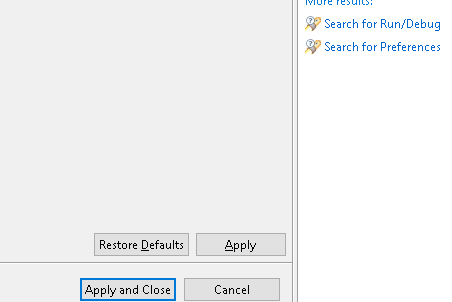 More results:
Search for Run/Debug
Search for Preferences
Restore Defaults
Apply
Apply and Close
Cancel